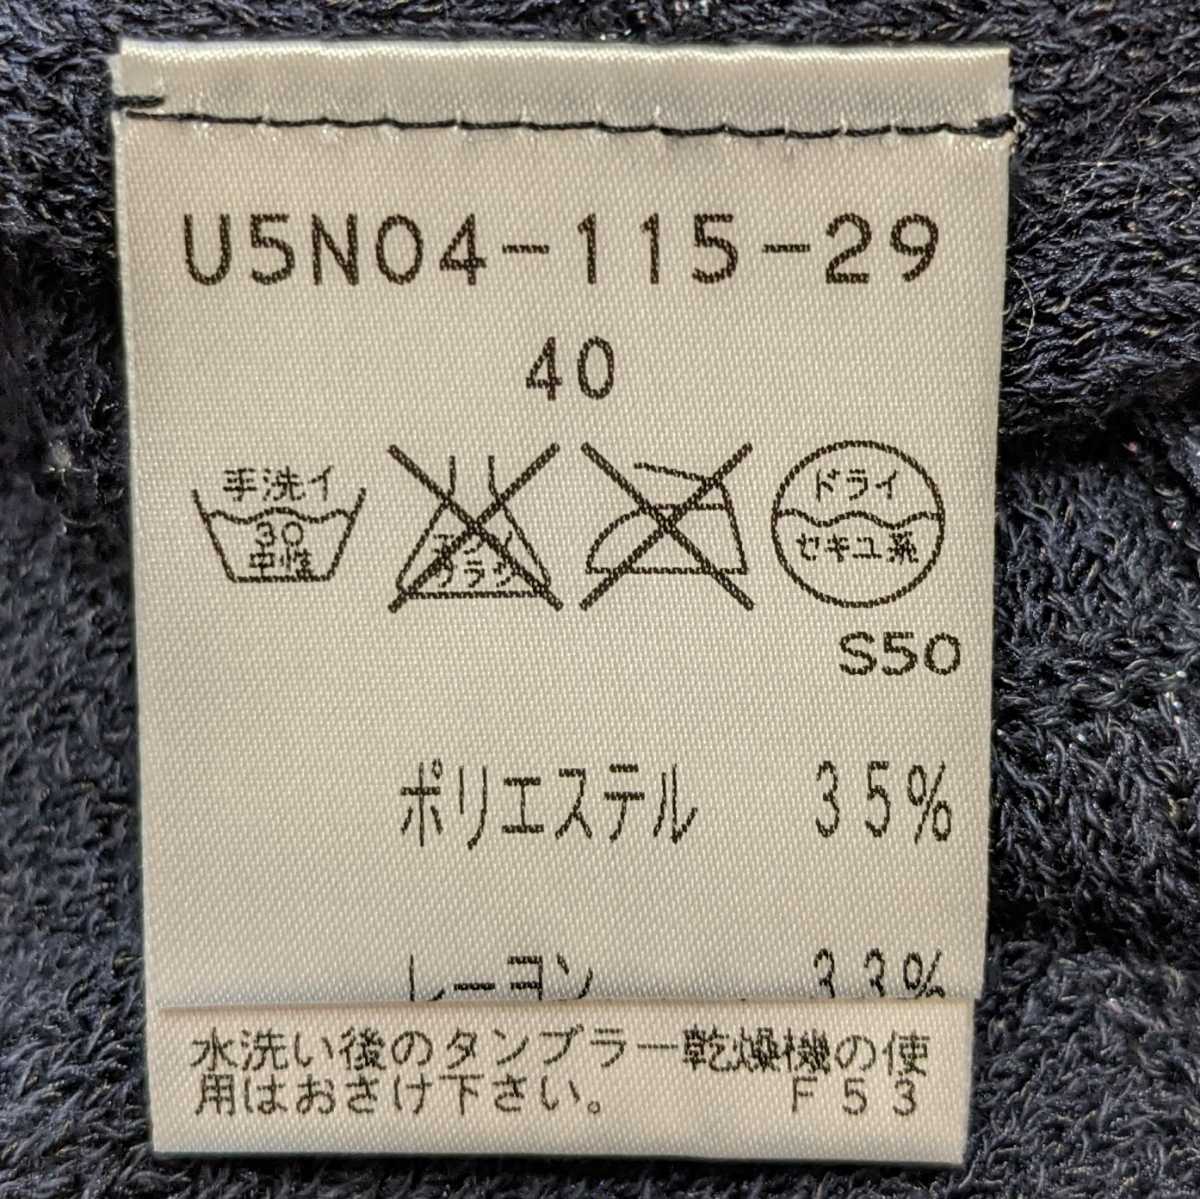 U5N04-115-29
40
手洗イ
30
中性
エンソ
フラサ
ドライ
セキユ系
S50
ポリエステル 35%
レーヨン 33%
水洗い後のタンブラー乾燥機の使
用はおさけ下さい。 F53